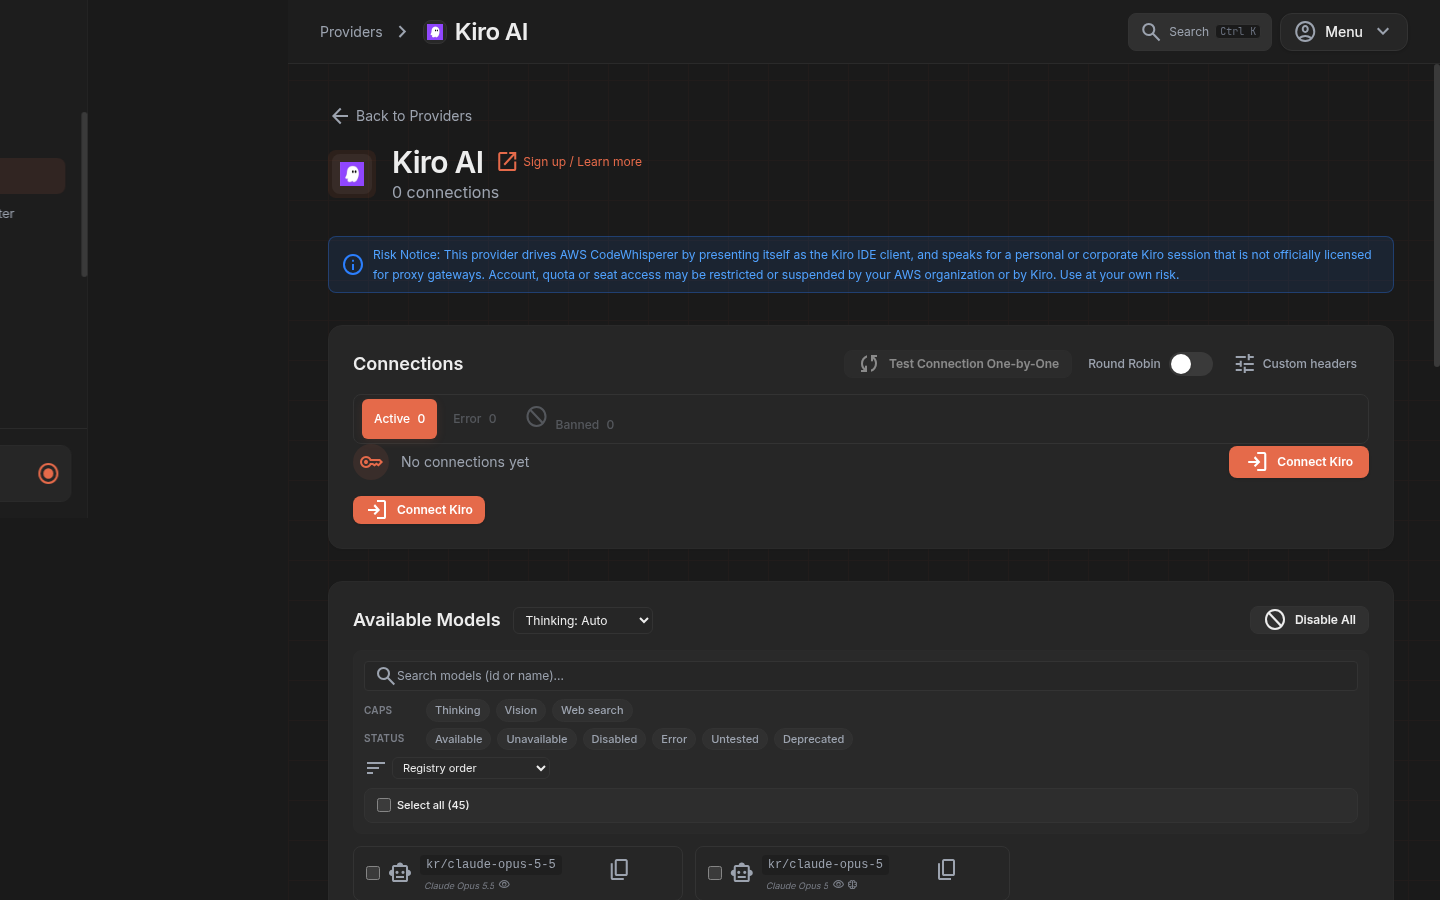 Providers
Kiro AI
Search Ctrl K
Menu
Back to Providers
ter
Kiro AI
Sign up / Learn more
0 connections
Risk Notice: This provider drives AWS CodeWhisperer by presenting itself as the Kiro IDE client, and speaks for a personal or corporate Kiro session that is not officially licensed
for proxy gateways. Account, quota or seat access may be restricted or suspended by your AWS organization or by Kiro. Use at your own risk.
Connections
Test Connection One-by-One
Round Robin
Custom headers
Active 0
Error 0
Banned 0
No connections yet
Connect Kiro
Connect Kiro
Available Models
Thinking: Auto
Disable All
Search models (id or name)...
CAPS Thinking Vision Web search
STATUS Available Unavailable Disabled Error Untested Deprecated
Registry order
Select all (45)
kr/claude-opus-5-5
Claude Opus 5.5
kr/claude-opus-5
Claude Opus 5